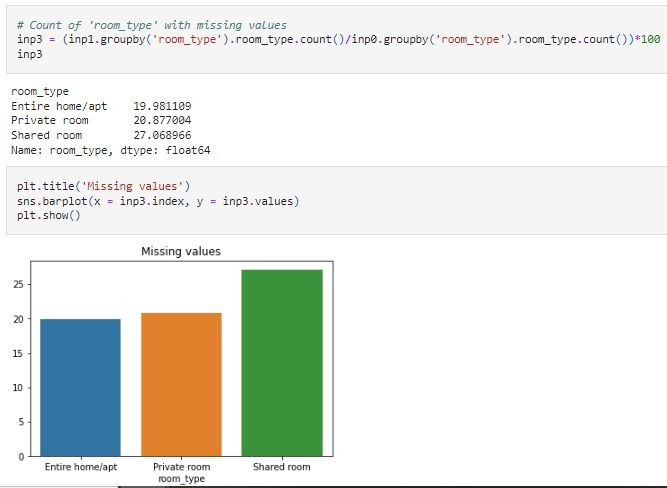 # Count of 'room_type' with missing values
inp3 = (inp1.groupby('room_type').room_type.count()/inp0.groupby('room_type').room_type.count())*100
inp3
room_type
Entire home/apt 19.981109
Private room 20.877004
Shared room 27.068966
Name: room_type, dtype: float64
plt.title('Missing values')
sns.barplot(x = inp3.index, y = inp3.values)
plt.show()
Missing values
25
20
15
10
5
0
Entire home/apt Private room Shared room
room_type